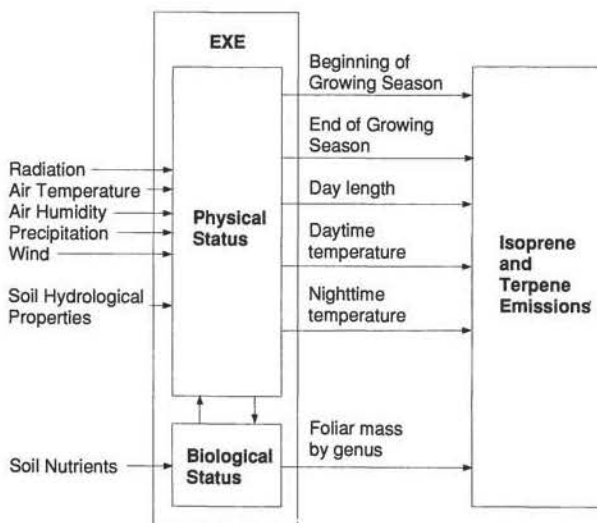 EXE
Beginning of
Growing Season
End of Growing
Season
Radiation
Air Temperature
Air Humidity
Precipitation
Wind
Day length
Physical
Status
Daytime
temperature
Isoprene
and
Terpene
Emissions
Soil Hydrological
Properties
Nighttime
temperature
Foliar mass
by genus
Soil Nutrients
Biological
Status